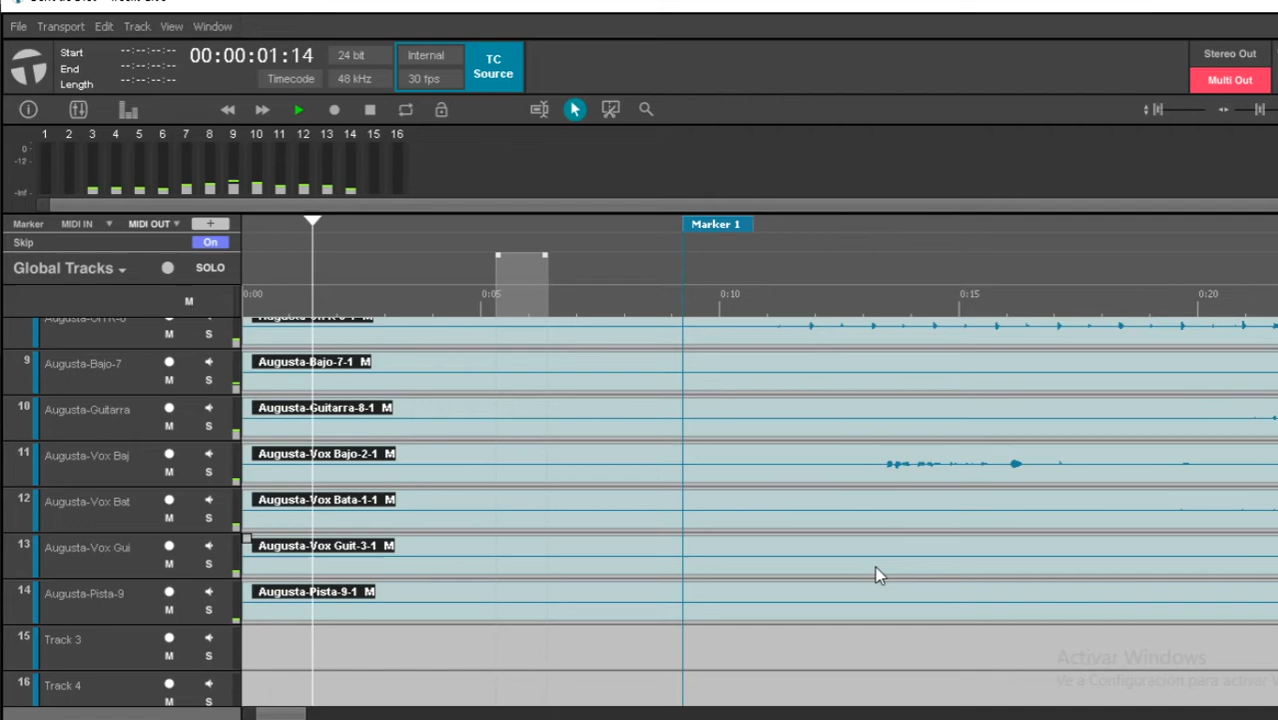 File Transport Edit Track View Window
Start --:--:--:--
End --:--:--:--
Length --:--:--:--
00:00:01:14
Timecode
24 bit
48 kHz
Internal
30 fps
TC
Source
Stereo Out
Multi Out
1 2 3 4 5 6 7 8 9 10 11 12 13 14 15 16
0
-12
-Inf
Marker MIDI IN MIDI OUT +
Marker 1
Skip On
Global Tracks SOLO
M
0:00 0:05 0:10 0:15 0:20
M S
9 Augusta-Bajo-7
M S
Augusta-Bajo-7-1 M
10 Augusta-Guitarra
M S
Augusta-Guitarra-8-1 M
11 Augusta-Vox Baj
M S
Augusta-Vox Bajo-2-1 M
12 Augusta-Vox Bat
M S
Augusta-Vox Bata-1-1 M
13 Augusta-Vox Gui
M S
Augusta-Vox Guit-3-1 M
14 Augusta-Pista-9
M S
Augusta-Pista-9-1 M
15 Track 3
M S
16 Track 4
M S
Activar Windows
Ve a Configuración para activar